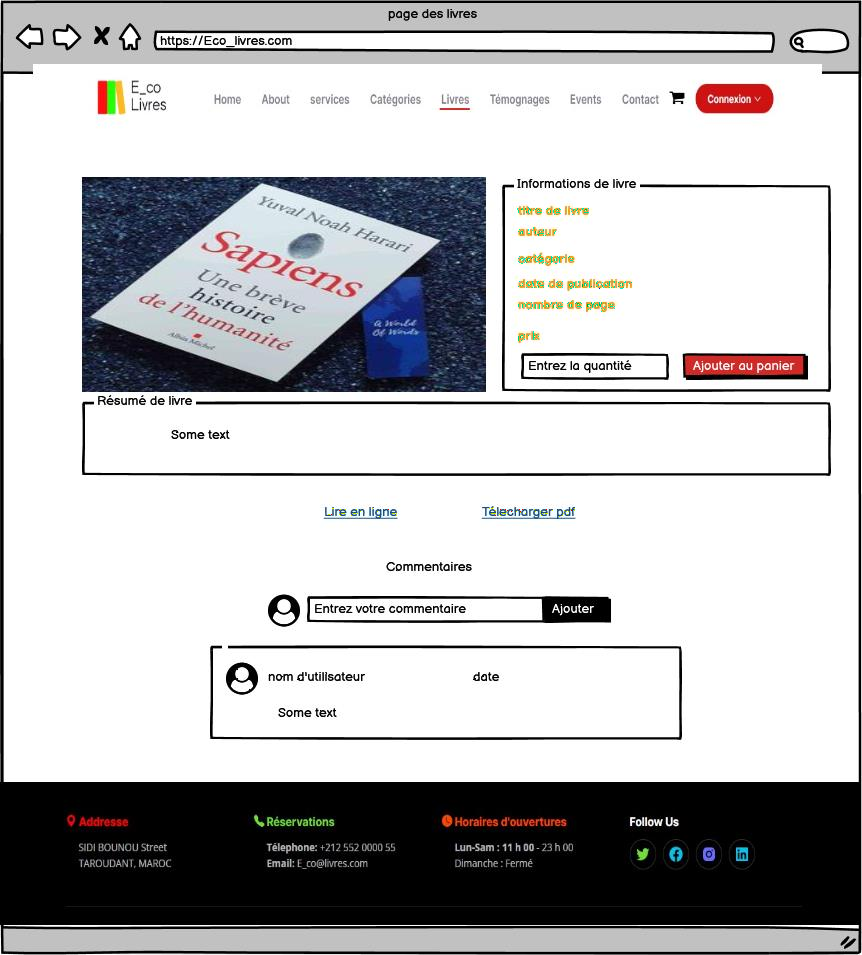 page des livres
https://Eco_livres.com
E_co
Livres
Home About services Catégories Livres Témognages Events Contact Connexion
Yuval Noah Harari
Sapiens
Une brève
histoire
de l'humanité
Albin Michel
A World
Of Words
Informations de livre
titre de livre
auteur
catégorie
date de publication
nombre de page
prix
Entrez la quantité Ajouter au panier
Résumé de livre
Some text
Lire en ligne Télecharger pdf
Commentaires
Entrez votre commentaire Ajouter
nom d'utilisateur date
Some text
Addresse Réservations Horaires d'ouvertures Follow Us
SIDI BOUNOU Street Télephone: +212 552 0000 55 Lun-Sam : 11 h 00 - 23 h 00
TAROUDANT, MAROC Email: E_co@livres.com Dimanche : Fermé